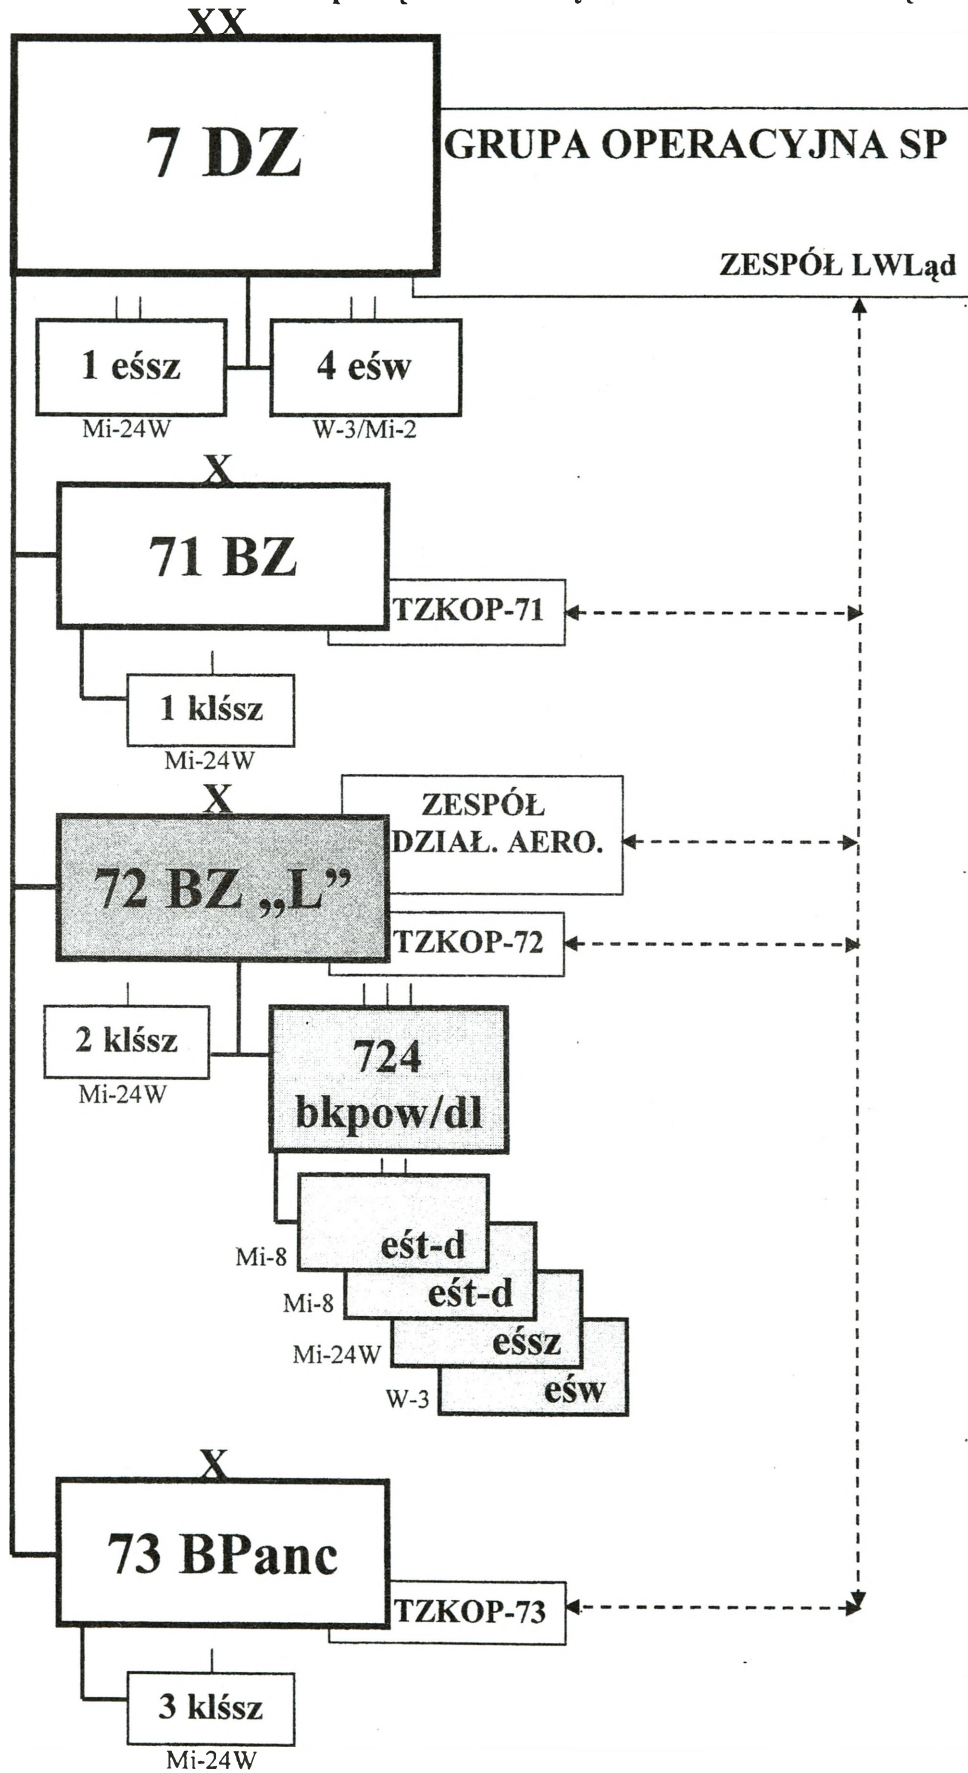 XX
7 DZ
GRUPA OPERACYJNA SP
ZESPÓŁ LWLąd
1 eśsz
4 eśw
Mi-24W
W-3/Mi-2
X
71 BZ
TZKOP-71
1 klśsz
Mi-24W
X
ZESPÓŁ
DZIAŁ. AERO.
72 BZ „L”
TZKOP-72
2 klśsz
Mi-24W
724
bkpow/dl
eśt-d
Mi-8
eśt-d
Mi-8
eśsz
Mi-24W
eśw
W-3
X
73 BPanc
TZKOP-73
3 klśsz
Mi-24W